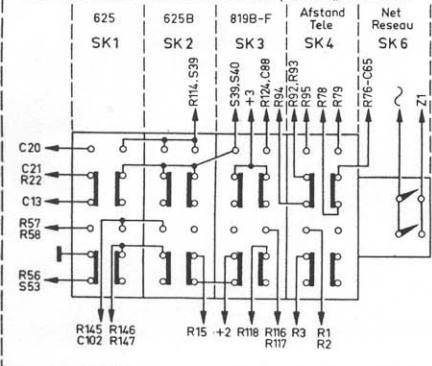 625 625B 819B-F Afstand Net
Tele Reseau
SK1 SK2 SK3 SK4 SK6
R114.S39
S39,S40
+3
R124,C88
R94
R92,R93
R95
R78
R79
R76-C65
~
Z1
C20
C21
R22
C13
R57
R58
R56
S53
R145 R146 R15 +2 R118 R116 R3 R1
C102 R147 R117 R2